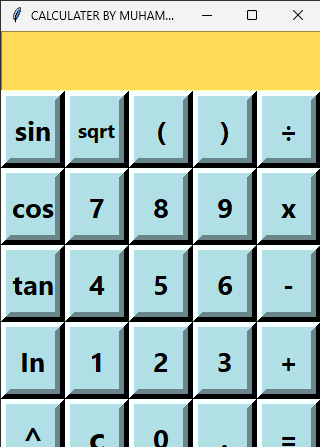 CALCULATER BY MUHAM...
sin sqrt ( ) ÷
cos 7 8 9 x
tan 4 5 6 -
ln 1 2 3 +
^ c 0 . =